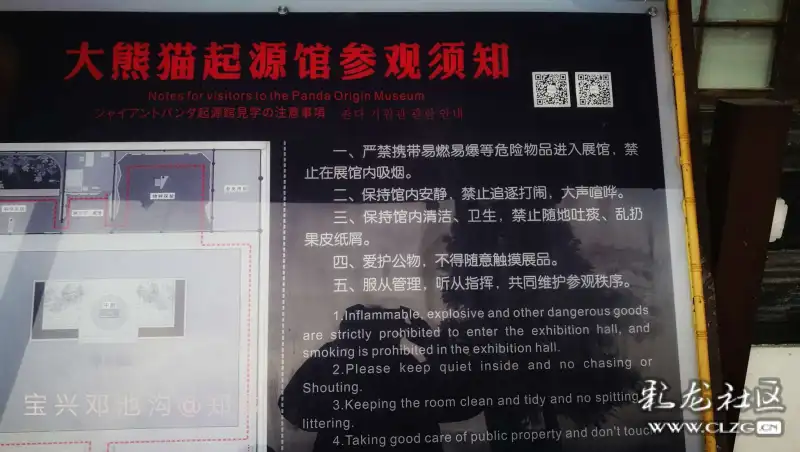 大熊猫起源馆参观须知
Notes for visitors to the Panda Origin Museum
ジャイアントパンダ起源館見学の注意事項 판다 기원관 관람 안내
一、严禁携带易燃易爆等危险物品进入展馆，禁
止在展馆内吸烟。
二、保持馆内安静，禁止追逐打闹，大声喧哗。
三、保持馆内清洁、卫生，禁止随地吐痰、乱扔
果皮纸屑。
四、爱护公物，不得随意触摸展品。
五、服从管理，听从指挥，共同维护参观秩序。
1.Inflammable, explosive and other dangerous goods
are strictly prohibited to enter the exhibition hall, and
smoking is prohibited in the exhibition hall.
2.Please keep quiet inside and no chasing or
Shouting.
3.Keeping the room clean and tidy and no spitting
littering.
4.Taking good care of public property and don't touch
宝兴邓池沟@郑
彩龙社区
WWW.CLZG.CN